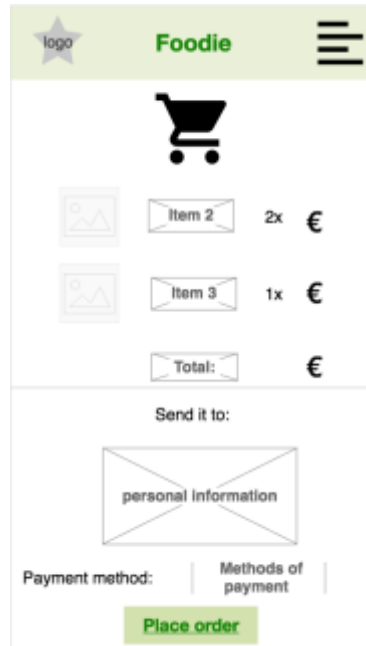 logo
Foodie
Item 2 2x €
Item 3 1x €
Total: €
Send it to:
personal information
Payment method:
Methods of
payment
Place order